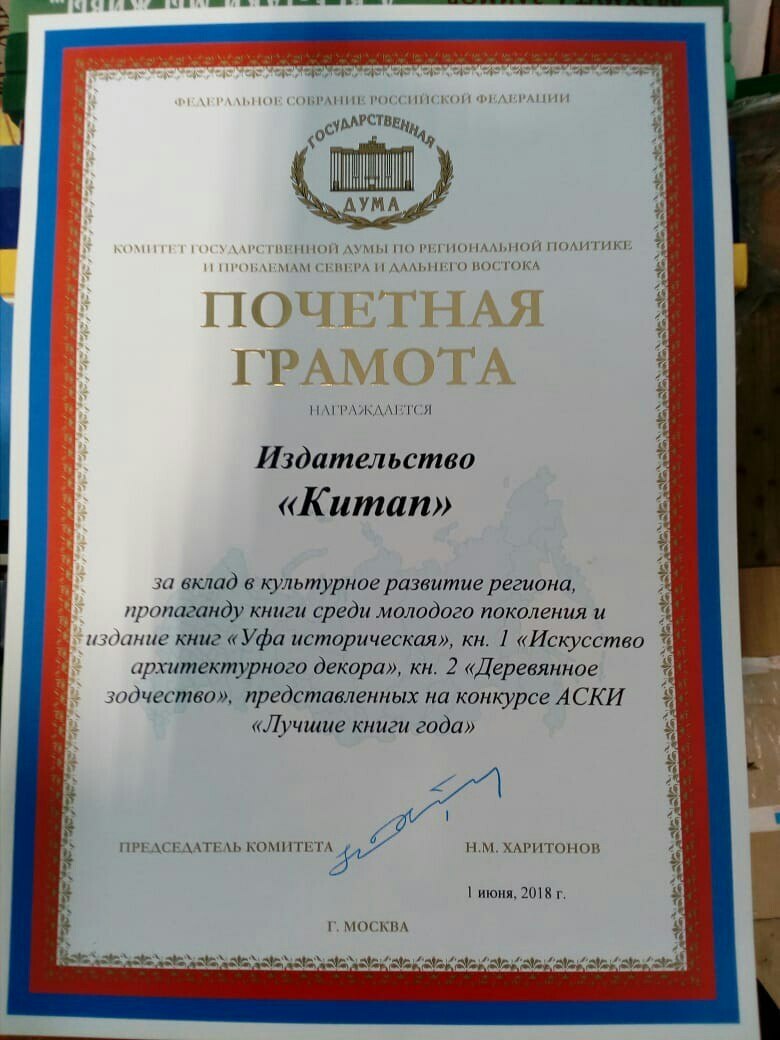 ФЕДЕРАЛЬНОЕ СОБРАНИЕ РОССИЙСКОЙ ФЕДЕРАЦИИ
ГОСУДАРСТВЕННАЯ
ДУМА
КОМИТЕТ ГОСУДАРСТВЕННОЙ ДУМЫ ПО РЕГИОНАЛЬНОЙ ПОЛИТИКЕ
И ПРОБЛЕМАМ СЕВЕРА И ДАЛЬНЕГО ВОСТОКА
ПОЧЕТНАЯ
ГРАМОТА
НАГРАЖДАЕТСЯ
Издательство
«Китап»
за вклад в культурное развитие региона,
пропаганду книги среди молодого поколения и
издание книг «Уфа историческая», кн. 1 «Искусство
архитектурного декора», кн. 2 «Деревянное
зодчество», представленных на конкурсе АСКИ
«Лучшие книги года»
ПРЕДСЕДАТЕЛЬ КОМИТЕТА
Н.М. ХАРИТОНОВ
1 июня, 2018 г.
Г. МОСКВА